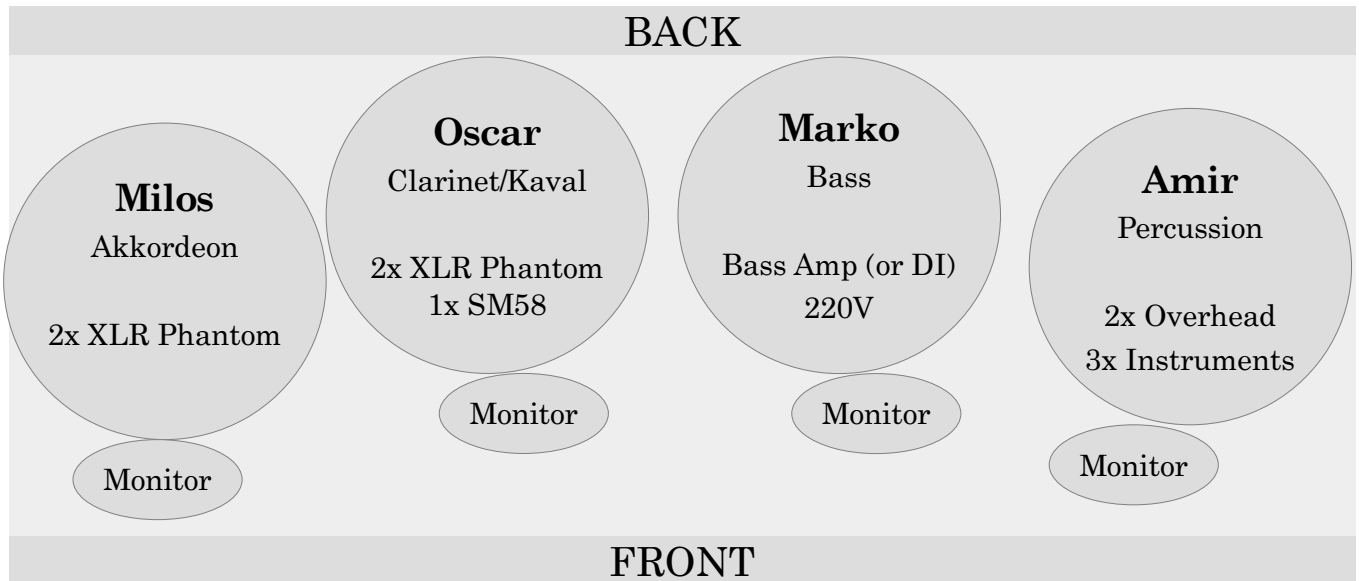 BACK
Milos
Akkordeon
2x XLR Phantom
Monitor
Oscar
Clarinet/Kaval
2x XLR Phantom
1x SM58
Monitor
Marko
Bass
Bass Amp (or DI)
220V
Monitor
Amir
Percussion
2x Overhead
3x Instruments
Monitor
FRONT